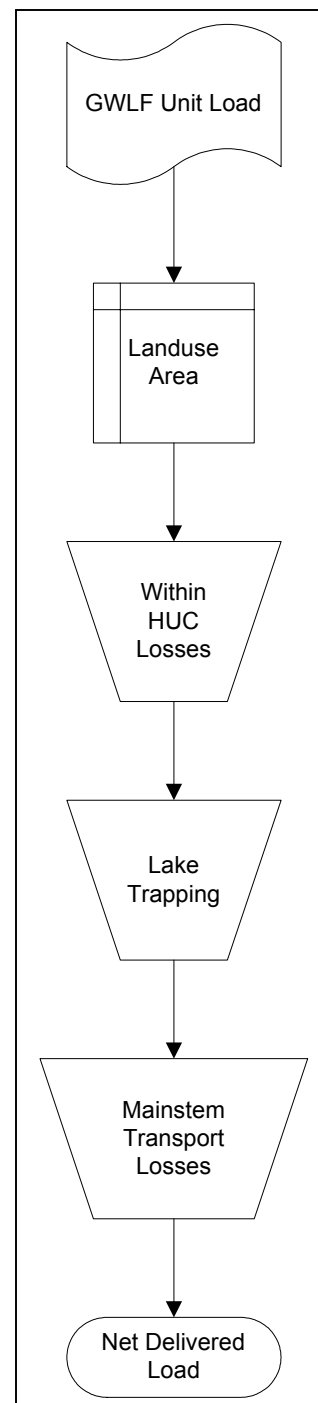 GWLF Unit Load
Landuse
Area
Within
HUC
Losses
Lake
Trapping
Mainstem
Transport
Losses
Net Delivered
Load